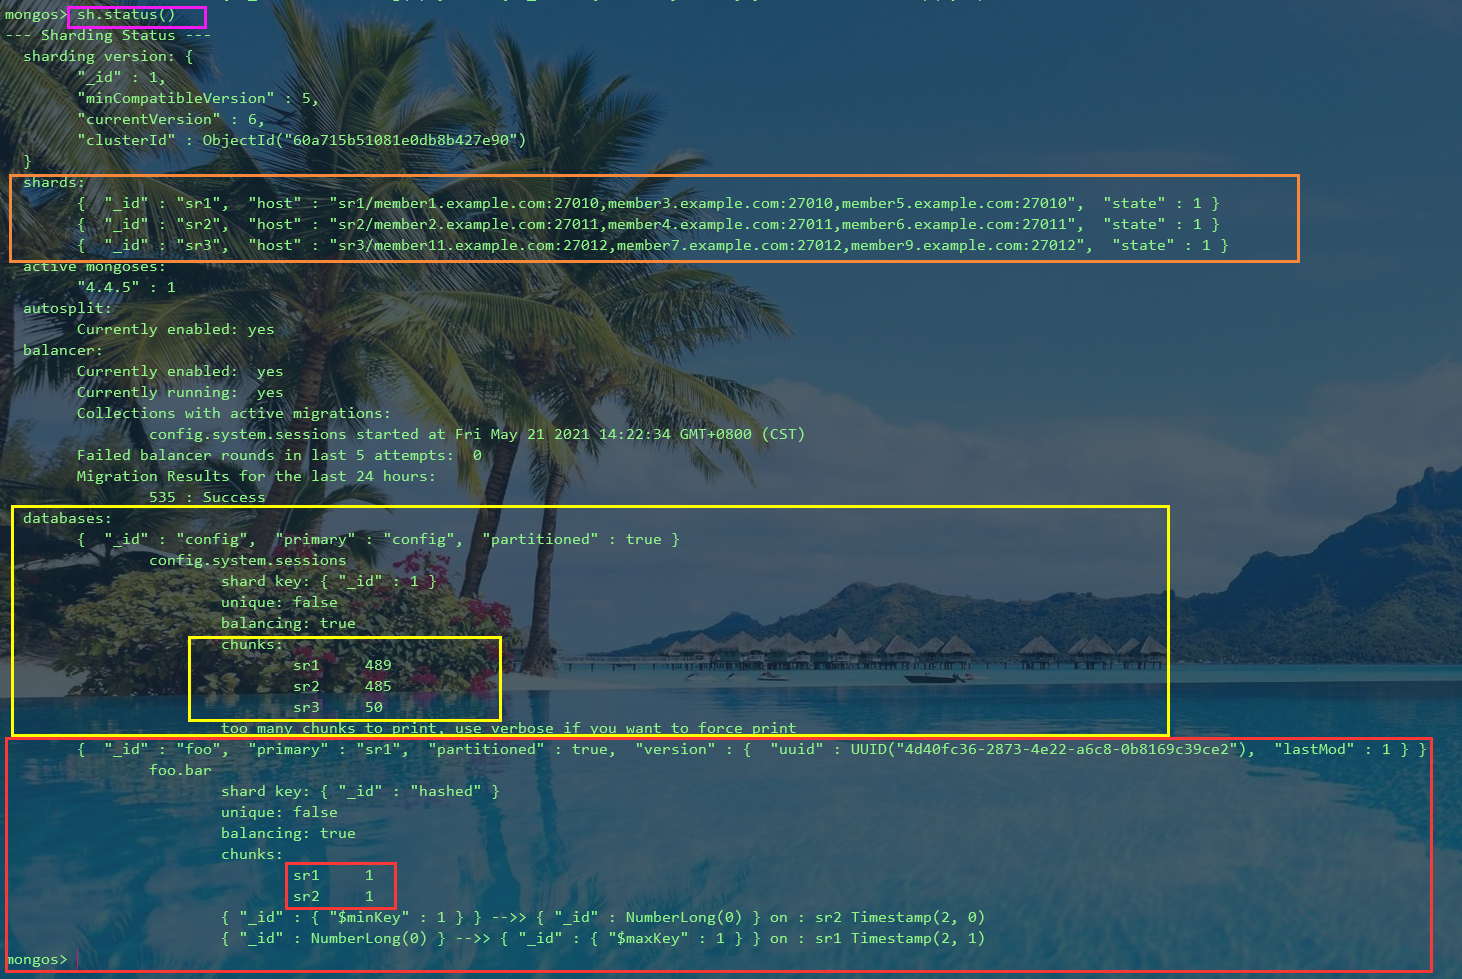 mongos> sh.status()
--- Sharding Status ---
  sharding version: {
        "_id" : 1,
        "minCompatibleVersion" : 5,
        "currentVersion" : 6,
        "clusterId" : ObjectId("60a715b51081e0db8b427e90")
  }
  shards:
        {  "_id" : "sr1",  "host" : "sr1/member1.example.com:27010,member3.example.com:27010,member5.example.com:27010",  "state" : 1 }
        {  "_id" : "sr2",  "host" : "sr2/member2.example.com:27011,member4.example.com:27011,member6.example.com:27011",  "state" : 1 }
        {  "_id" : "sr3",  "host" : "sr3/member11.example.com:27012,member7.example.com:27012,member9.example.com:27012",  "state" : 1 }
  active mongoses:
        "4.4.5" : 1
  autosplit:
        Currently enabled: yes
  balancer:
        Currently enabled:  yes
        Currently running:  yes
        Collections with active migrations:
                config.system.sessions started at Fri May 21 2021 14:22:34 GMT+0800 (CST)
        Failed balancer rounds in last 5 attempts:  0
        Migration Results for the last 24 hours:
                535 : Success
  databases:
        {  "_id" : "config",  "primary" : "config",  "partitioned" : true }
                config.system.sessions
                        shard key: { "_id" : 1 }
                        unique: false
                        balancing: true
                        chunks:
                                sr1     489
                                sr2     485
                                sr3     50
                        too many chunks to print, use verbose if you want to force print
        {  "_id" : "foo",  "primary" : "sr1",  "partitioned" : true,  "version" : {  "uuid" : UUID("4d40fc36-2873-4e22-a6c8-0b8169c39ce2"),  "lastMod" : 1 } }
                foo.bar
                        shard key: { "_id" : "hashed" }
                        unique: false
                        balancing: true
                        chunks:
                                sr1     1
                                sr2     1
                        { "_id" : { "$minKey" : 1 } } -->> { "_id" : NumberLong(0) } on : sr2 Timestamp(2, 0)
                        { "_id" : NumberLong(0) } -->> { "_id" : { "$maxKey" : 1 } } on : sr1 Timestamp(2, 1)
mongos>